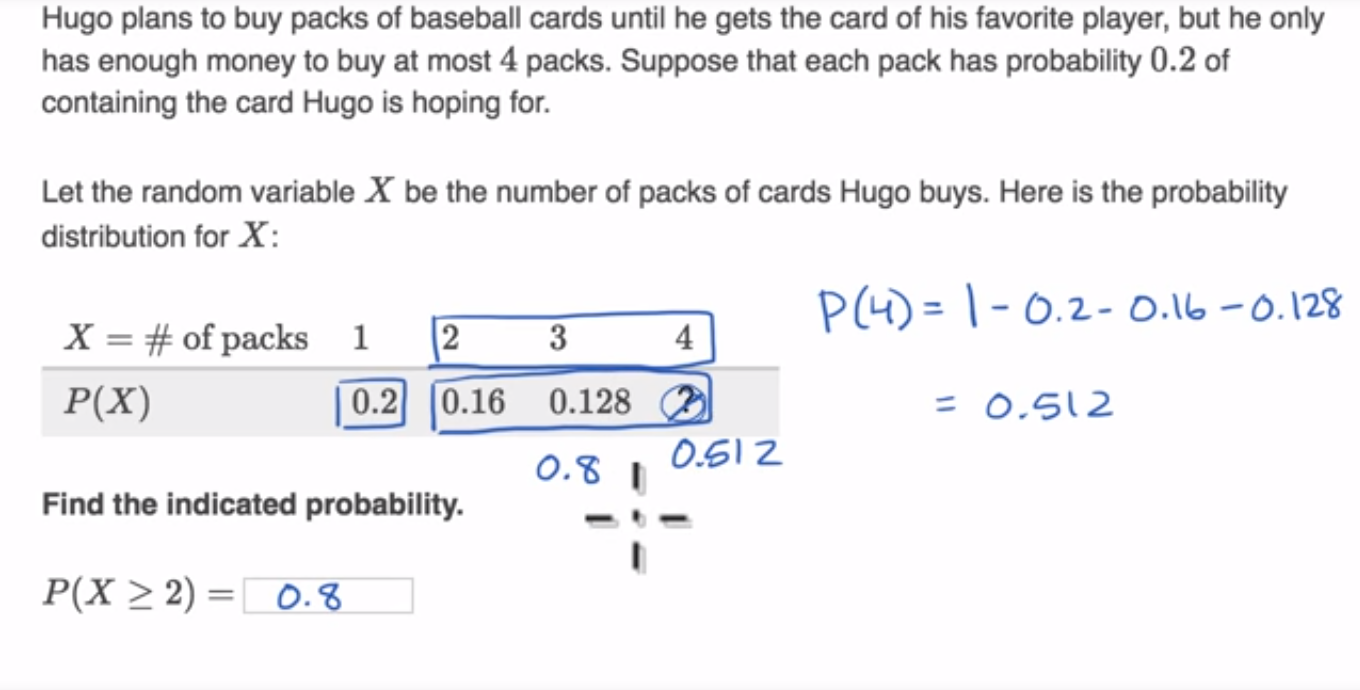 Hugo plans to buy packs of baseball cards until he gets the card of his favorite player, but he only
has enough money to buy at most 4 packs. Suppose that each pack has probability 0.2 of
containing the card Hugo is hoping for.
Let the random variable X be the number of packs of cards Hugo buys. Here is the probability
distribution for X:
X = # of packs 1 2 3 4
P(X) 0.2 0.16 0.128 ?
0.8 0.512
P(4) = 1 - 0.2 - 0.16 - 0.128
= 0.512
Find the indicated probability.
P(X ≥ 2) = 0.8